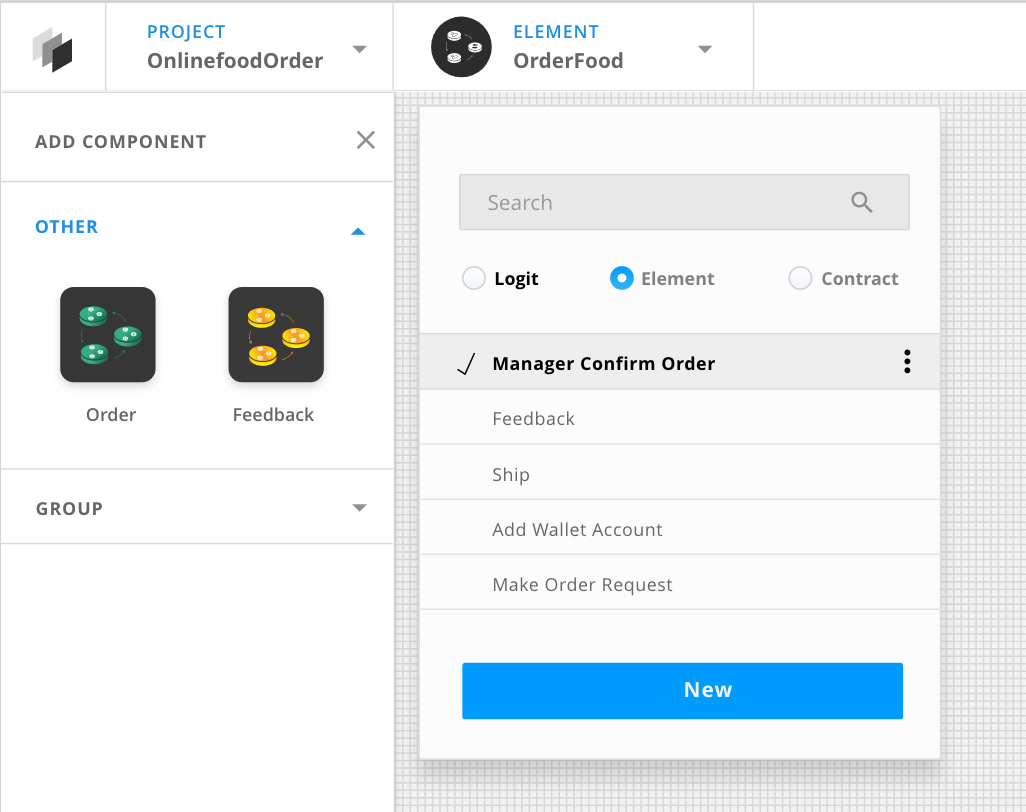 PROJECT
OnlinefoodOrder
ELEMENT
OrderFood
ADD COMPONENT
OTHER
Order
Feedback
GROUP
Search
Logit
Element
Contract
Manager Confirm Order
Feedback
Ship
Add Wallet Account
Make Order Request
New